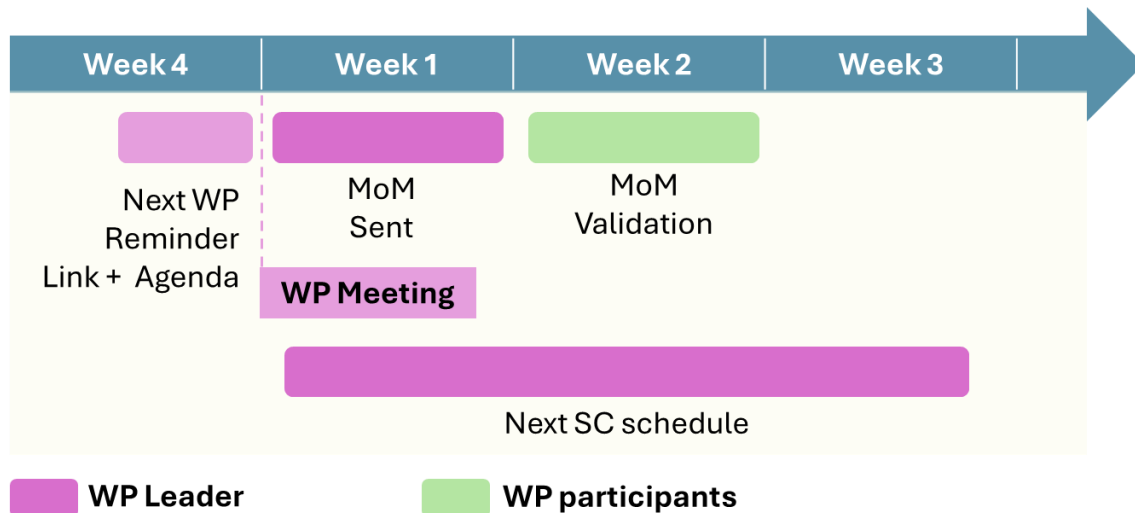 Week 4
Week 1
Week 2
Week 3
Next WP
Reminder
Link + Agenda
MoM
Sent
MoM
Validation
WP Meeting
Next SC schedule
WP Leader
WP participants